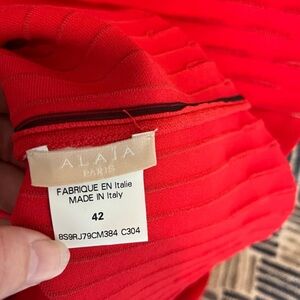 ALAÏA
PARIS
FABRIQUE EN Italie
MADE IN Italy
42
8S9RJ79CM384 C304